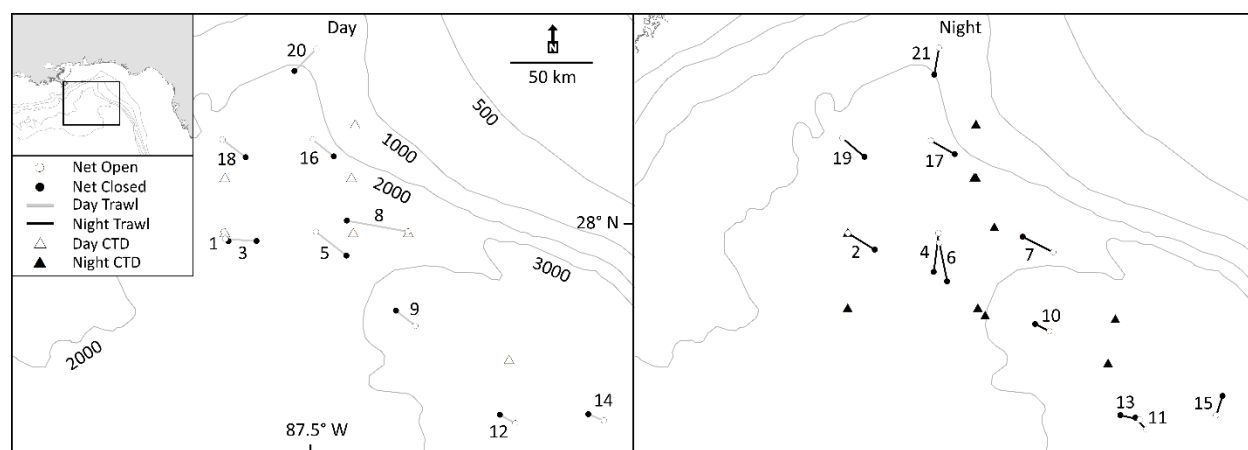 Day
20
N
50 km
500
1000
2000
18
16
Net Open
Net Closed
Day Trawl
Night Trawl
Day CTD
Night CTD
8
1
3
5
28° N
3000
9
2000
14
12
87.5° W
Night
21
19
17
2
4
6
7
10
13
11
15